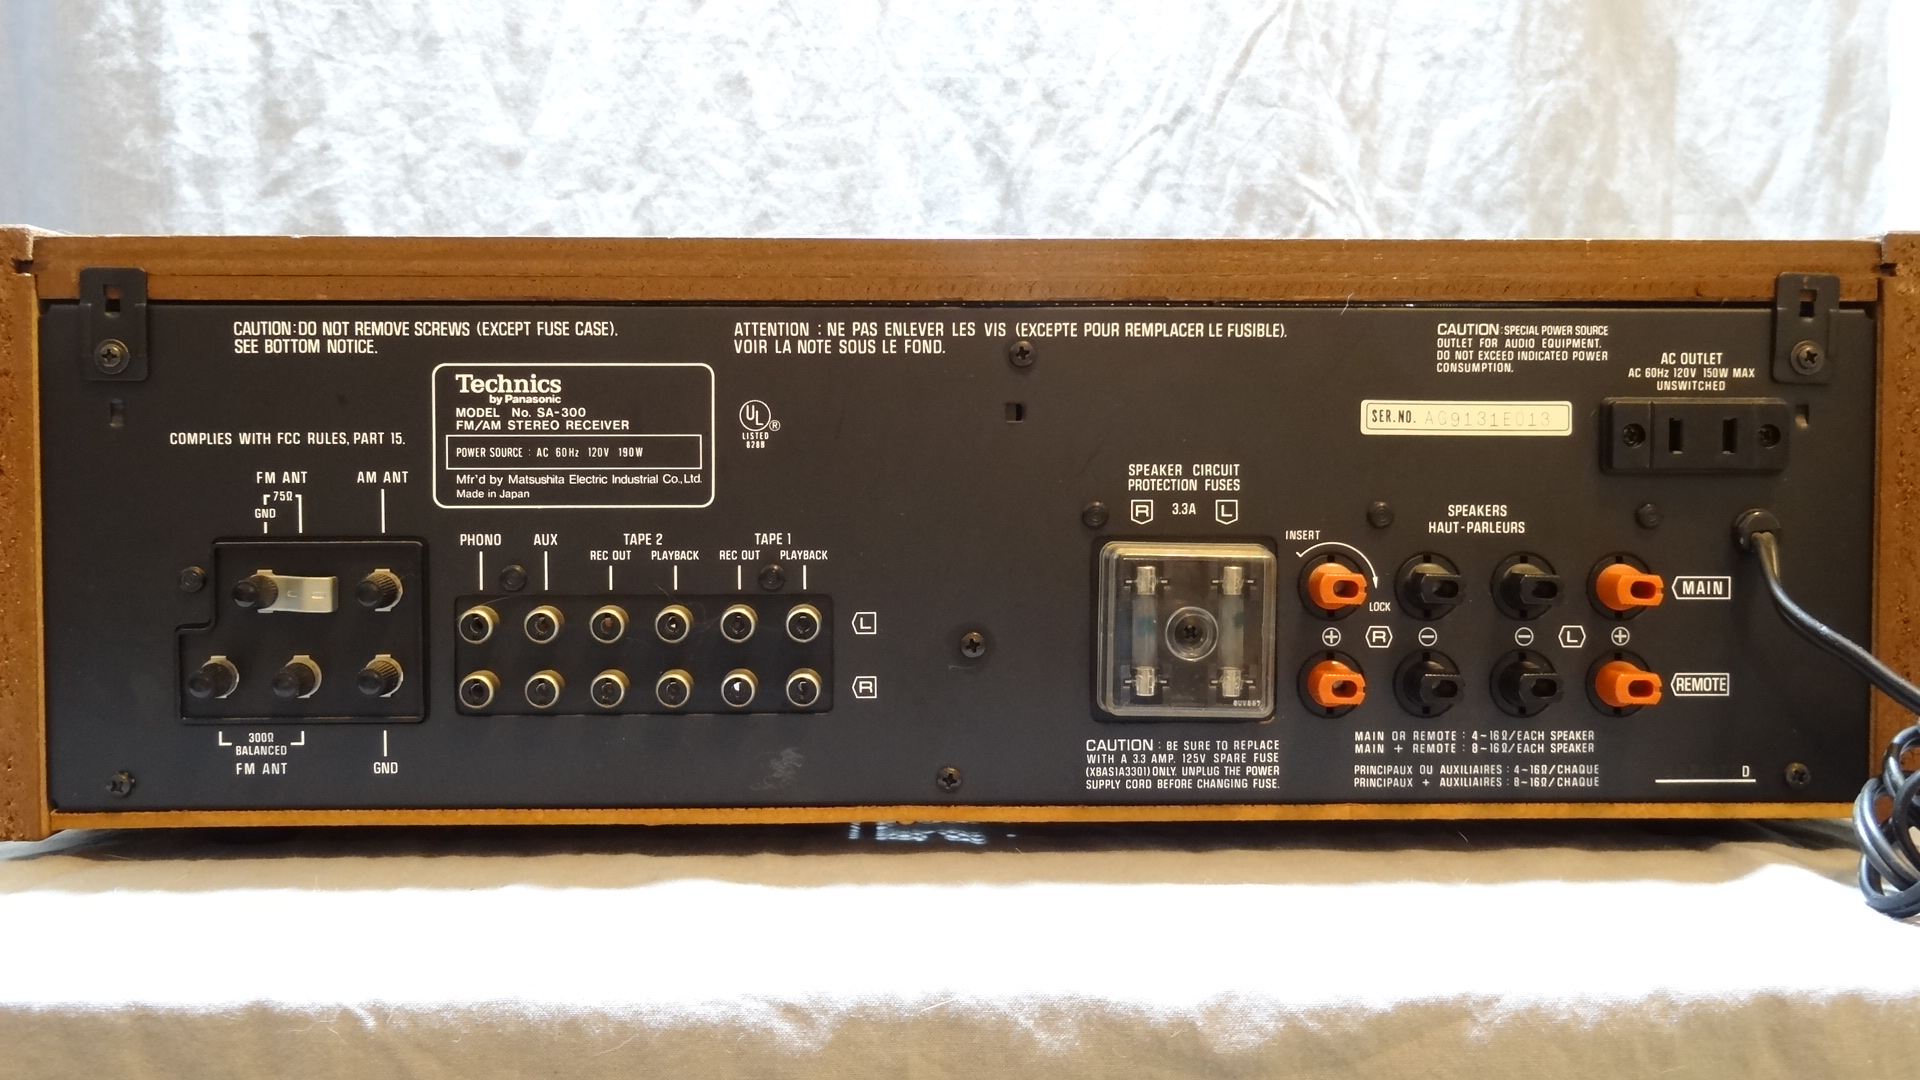 CAUTION: DO NOT REMOVE SCREWS (EXCEPT FUSE CASE).
SEE BOTTOM NOTICE.
ATTENTION : NE PAS ENLEVER LES VIS (EXCEPTE POUR REMPLACER LE FUSIBLE).
VOIR LA NOTE SOUS LE FOND.
CAUTION: SPECIAL POWER SOURCE
OUTLET FOR AUDIO EQUIPMENT.
DO NOT EXCEED INDICATED POWER
CONSUMPTION.
AC OUTLET
AC 60Hz 120V 150W MAX
UNSWITCHED
Technics
by Panasonic
MODEL No. SA-300
FM/AM STEREO RECEIVER
POWER SOURCE : AC 60Hz 120V 190W
Mfr'd by Matsushita Electric Industrial Co., Ltd.
Made in Japan
UL ®
LISTED
828B
SER.NO. AG9131E013
COMPLIES WITH FCC RULES, PART 15.
FM ANT
75Ω
GND
AM ANT
300Ω
BALANCED
FM ANT
GND
PHONO
AUX
TAPE 2
REC OUT PLAYBACK
TAPE 1
REC OUT PLAYBACK
L
R
SPEAKER CIRCUIT
PROTECTION FUSES
R 3.3A L
CAUTION : BE SURE TO REPLACE
WITH A 3.3 AMP. 125V SPARE FUSE
(XBAS1A3301) ONLY. UNPLUG THE POWER
SUPPLY CORD BEFORE CHANGING FUSE.
SPEAKERS
HAUT-PARLEURS
INSERT
LOCK
MAIN
+ R − − L +
REMOTE
MAIN OR REMOTE : 4~16Ω/EACH SPEAKER
MAIN + REMOTE : 8~16Ω/EACH SPEAKER
PRINCIPAUX OU AUXILIAIRES : 4~16Ω/CHAQUE
PRINCIPAUX + AUXILIAIRES : 8~16Ω/CHAQUE
D